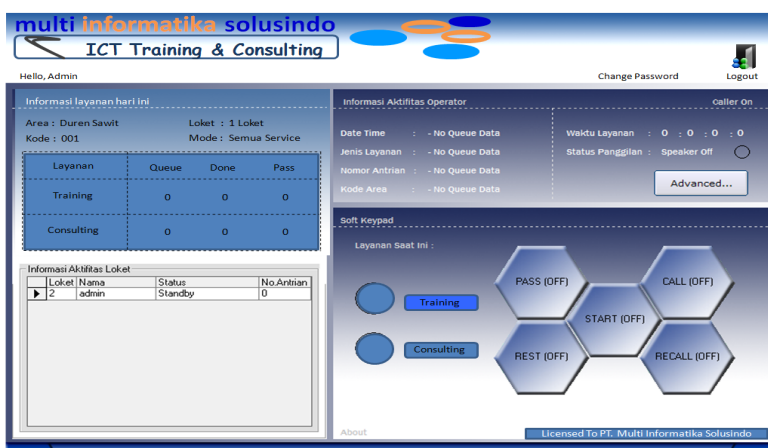 multi informatika solusindo
ICT Training & Consulting
Hello, Admin
Change Password
Logout
Informasi layanan hari ini
Area : Duren Sawit
Loket : 1 Loket
Kode : 001
Mode : Semua Service
Layanan Queue Done Pass
Training 0 0 0
Consulting 0 0 0
Informasi Aktifitas Loket
Loket Nama Status No.Antrian
2 admin Standby 0
Informasi Aktifitas Operator
Caller On
Date Time : - No Queue Data
Jenis Layanan : - No Queue Data
Nomor Antrian : - No Queue Data
Kode Area : - No Queue Data
Waktu Layanan : 0 : 0 : 0 : 0
Status Panggilan : Speaker Off
Advanced...
Soft Keypad
Layanan Saat Ini :
Training
Consulting
PASS (OFF)
CALL (OFF)
START (OFF)
REST (OFF)
RECALL (OFF)
About
Licensed To PT. Multi Informatika Solusindo